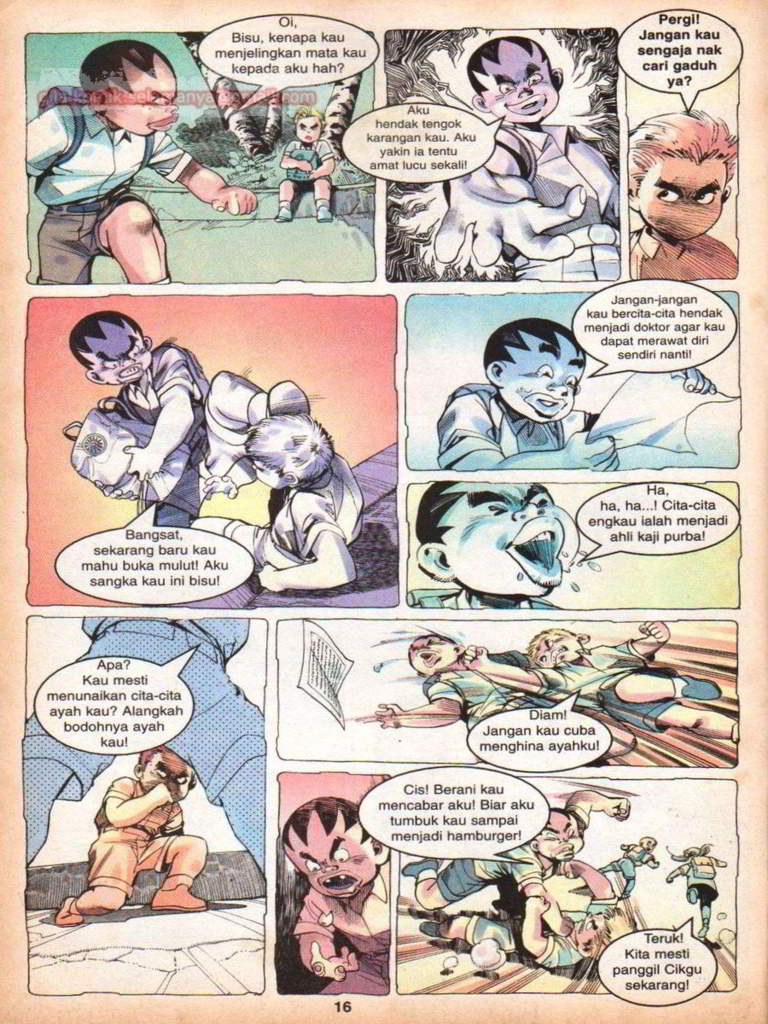 Oi,
Bisu, kenapa kau
menjelingkan mata kau
kepada aku hah?
Aku
hendak tengok
karangan kau. Aku
yakin ia tentu
amat lucu sekali!
Pergi!
Jangan kau
sengaja nak
cari gaduh
ya?
Bangsat,
sekarang baru kau
mahu buka mulut! Aku
sangka kau ini bisu!
Jangan-jangan
kau bercita-cita hendak
menjadi doktor agar kau
dapat merawat diri
sendiri nanti!
Ha,
ha, ha...! Cita-cita
engkau ialah menjadi
ahli kaji purba!
Apa?
Kau mesti
menunaikan cita-cita
ayah kau? Alangkah
bodohnya ayah
kau!
Diam!
Jangan kau cuba
menghina ayahku!
Cis! Berani kau
mencabar aku! Biar aku
tumbuk kau sampai
menjadi hamburger!
Teruk!
Kita mesti
panggil Cikgu
sekarang!
16